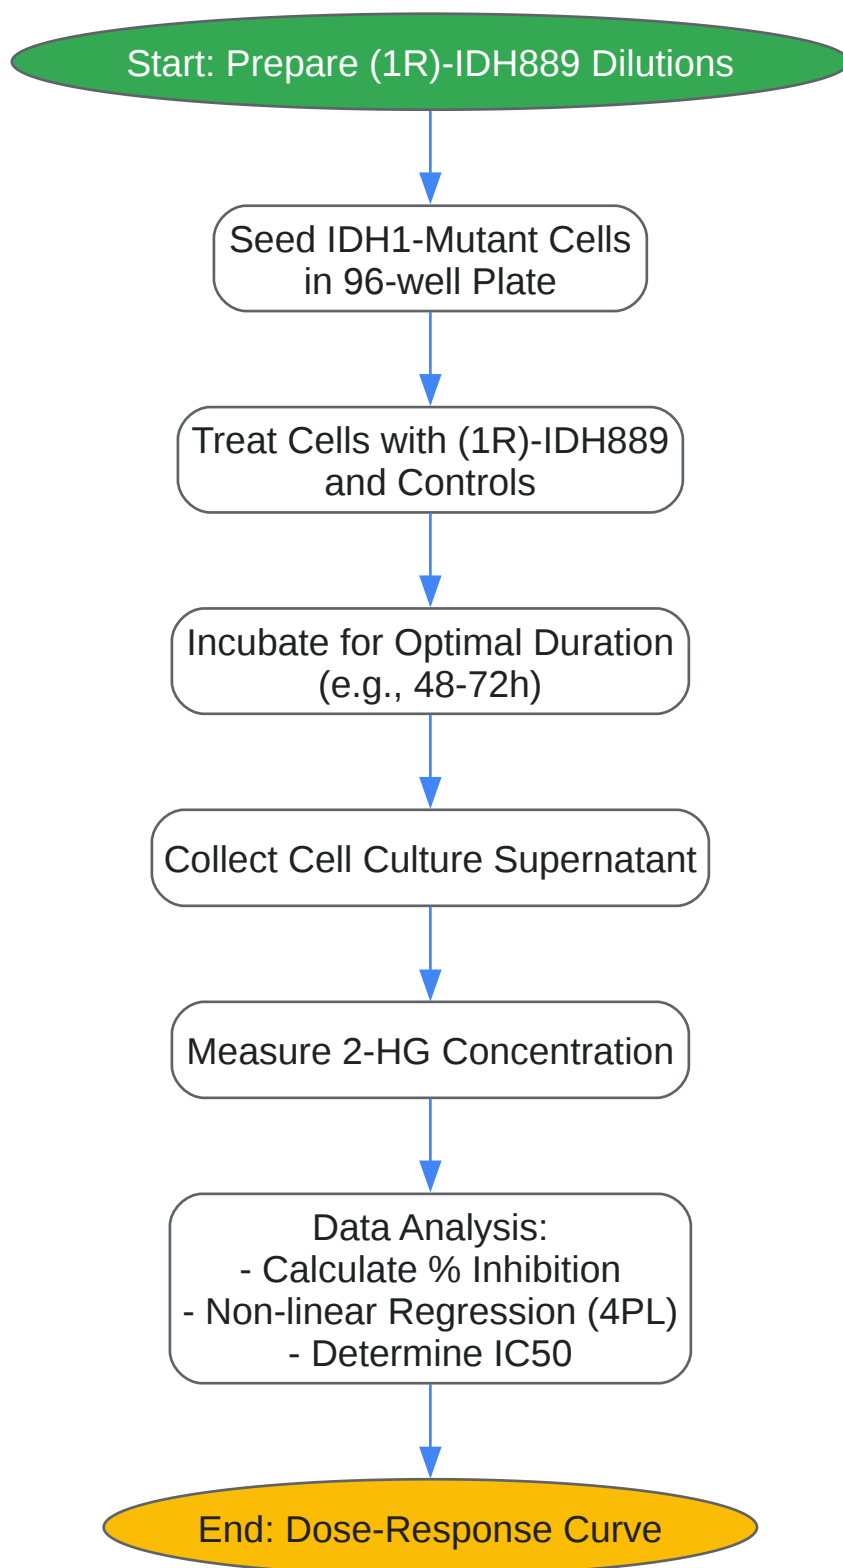 Start: Prepare (1R)-IDH889 Dilutions
Seed IDH1-Mutant Cells
in 96-well Plate
Treat Cells with (1R)-IDH889
and Controls
Incubate for Optimal Duration
(e.g., 48-72h)
Collect Cell Culture Supernatant
Measure 2-HG Concentration
Data Analysis:
- Calculate % Inhibition
- Non-linear Regression (4PL)
- Determine IC50
End: Dose-Response Curve